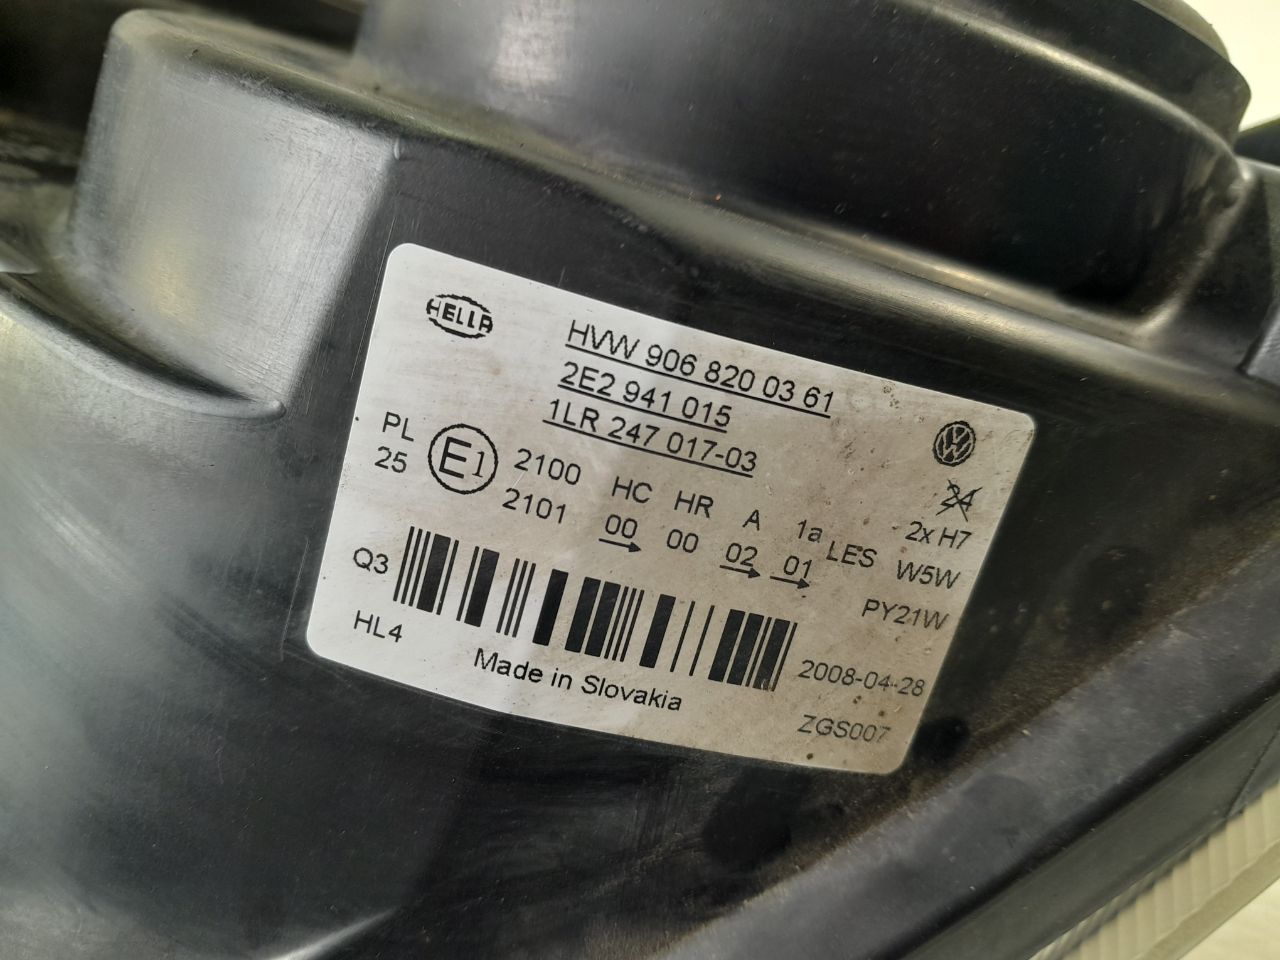 HELLA
HVW 906 820 03 61
2E2 941 015
1LR 247 017-03
PL
25
E1
2100
2101
HC HR A 1a
00 00 02 01
LES
24
2x H7
W5W
PY21W
Q3
HL4
Made in Slovakia
2008-04-28
ZGS007